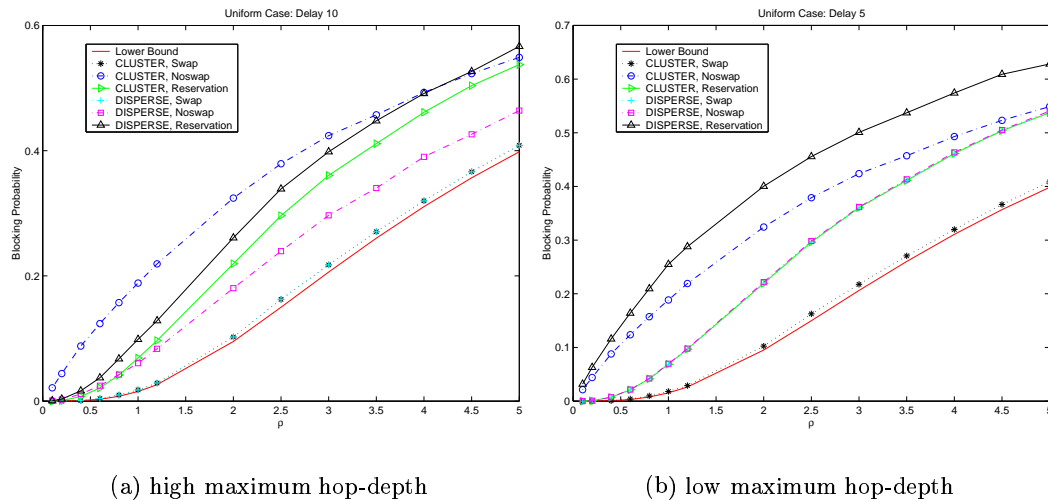 Uniform Case: Delay 10
0.6
0.4
0.2
0
Blocking Probability
Lower Bound
CLUSTER, Swap
CLUSTER, Noswap
CLUSTER, Reservation
DISPERSE, Swap
DISPERSE, Noswap
DISPERSE, Reservation
0 0.5 1 1.5 2 2.5 3 3.5 4 4.5 5
ρ
(a) high maximum hop-depth
Uniform Case: Delay 5
0.7
0.6
0.5
0.4
0.3
0.2
0.1
0
Blocking Probability
Lower Bound
CLUSTER, Swap
CLUSTER, Noswap
CLUSTER, Reservation
DISPERSE, Swap
DISPERSE, Noswap
DISPERSE, Reservation
0 0.5 1 1.5 2 2.5 3 3.5 4 4.5 5
ρ
(b) low maximum hop-depth